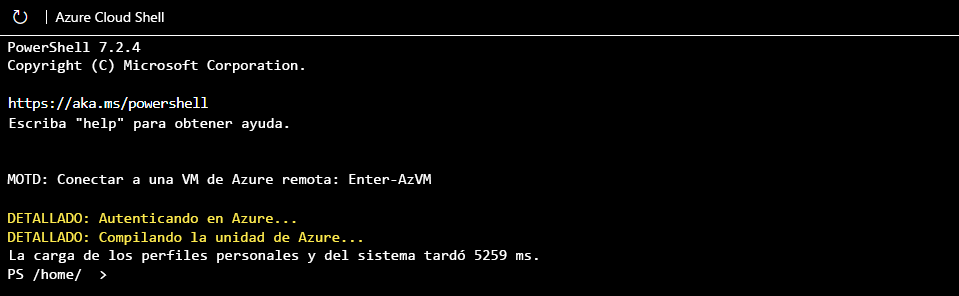 Azure Cloud Shell
PowerShell 7.2.4
Copyright (C) Microsoft Corporation.
https://aka.ms/powershell
Escriba "help" para obtener ayuda.
MOTD: Conectar a una VM de Azure remota: Enter-AzVM
DETALLADO: Autenticando en Azure...
DETALLADO: Compilando la unidad de Azure...
La carga de los perfiles personales y del sistema tardó 5259 ms.
PS /home/  >